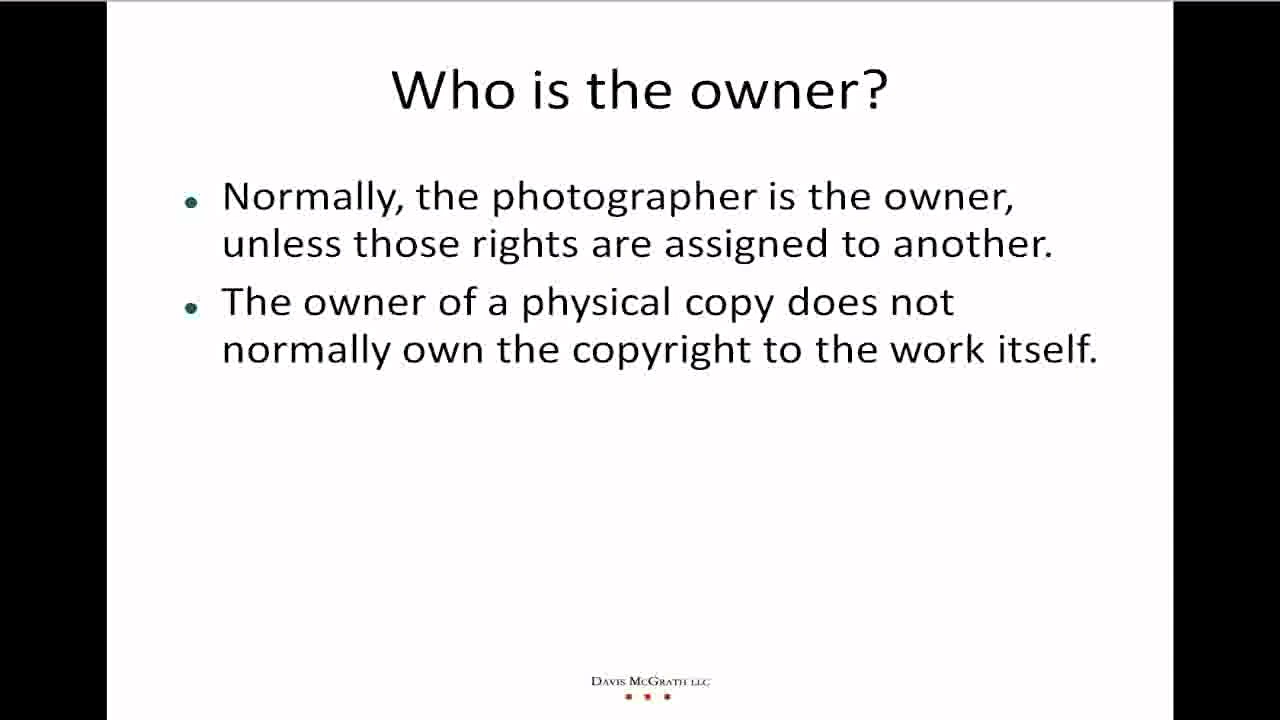 Who is the owner?
Normally, the photographer is the owner,
unless those rights are assigned to another.
The owner of a physical copy does not
normally own the copyright to the work itself.
DAVIS MCGRATH LLC